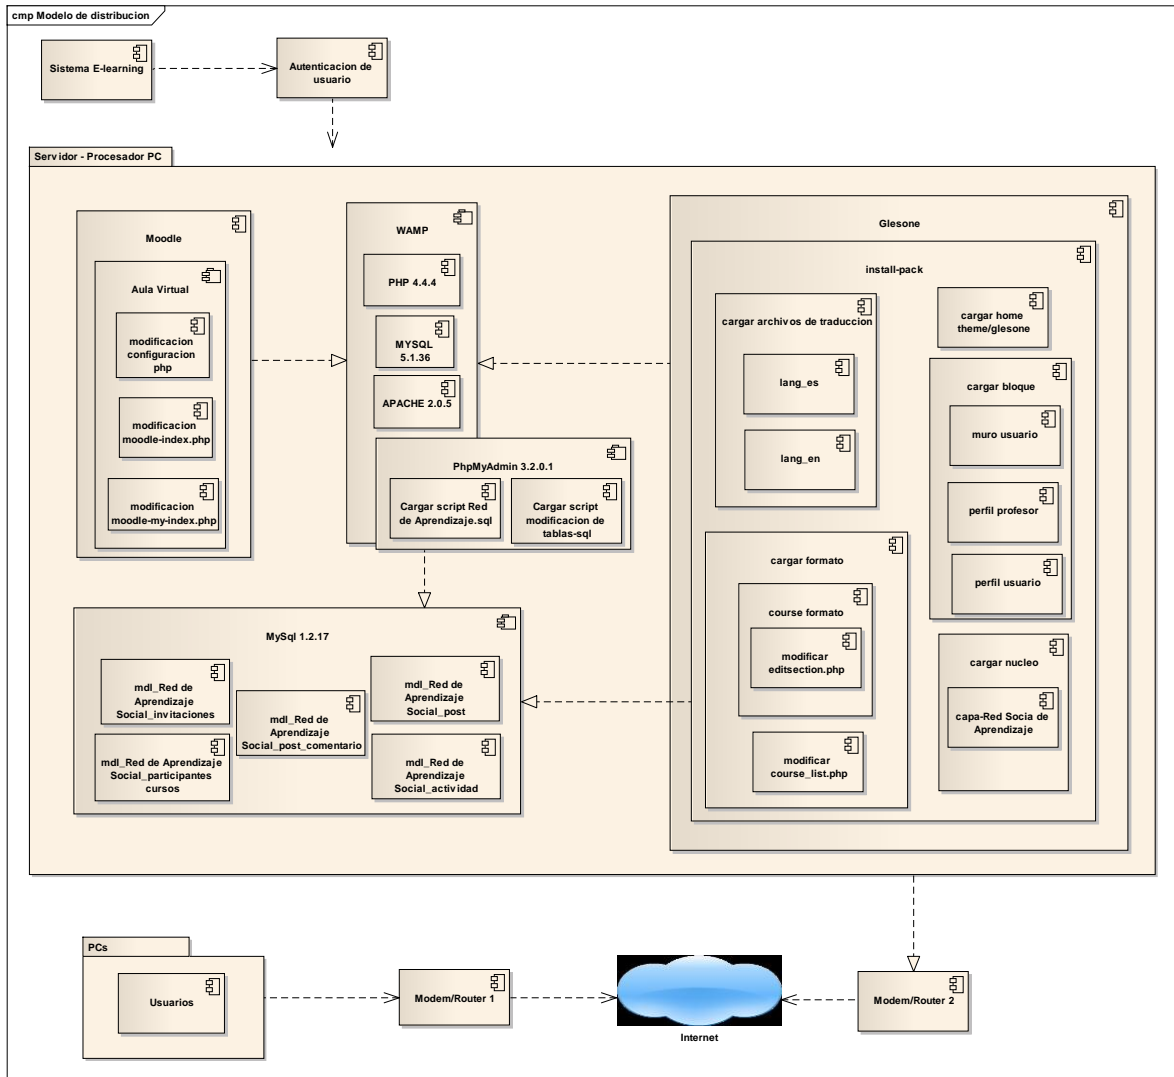 cmp Modelo de distribucion
Sistema E-learning
Autenticacion de
usuario
Servidor - Procesador PC
Moodle
Aula Virtual
modificacion
configuracion
php
modificacion
moodle-index.php
modificacion
moodle-my-index.php
WAMP
PHP 4.4.4
MYSQL
5.1.36
APACHE 2.0.5
PhpMyAdmin 3.2.0.1
Cargar script Red
de Aprendizaje.sql
Cargar script
modificacion de
tablas-sql
Glesone
install-pack
cargar archivos de traduccion
lang_es
lang_en
cargar home
theme/glesone
cargar bloque
muro usuario
perfil profesor
perfil usuario
cargar formato
course formato
modificar
editsection.php
modificar
course_list.php
cargar nucleo
capa-Red Socia de
Aprendizaje
MySql 1.2.17
mdl_Red de
Aprendizaje
Social_invitaciones
mdl_Red de
Aprendizaje
Social_post_comentario
mdl_Red de
Aprendizaje
Social_post
mdl_Red de Aprendizaje
Social_participantes
cursos
mdl_Red de
Aprendizaje
Social_actividad
PCs
Usuarios
Modem/Router 1
Internet
Modem/Router 2